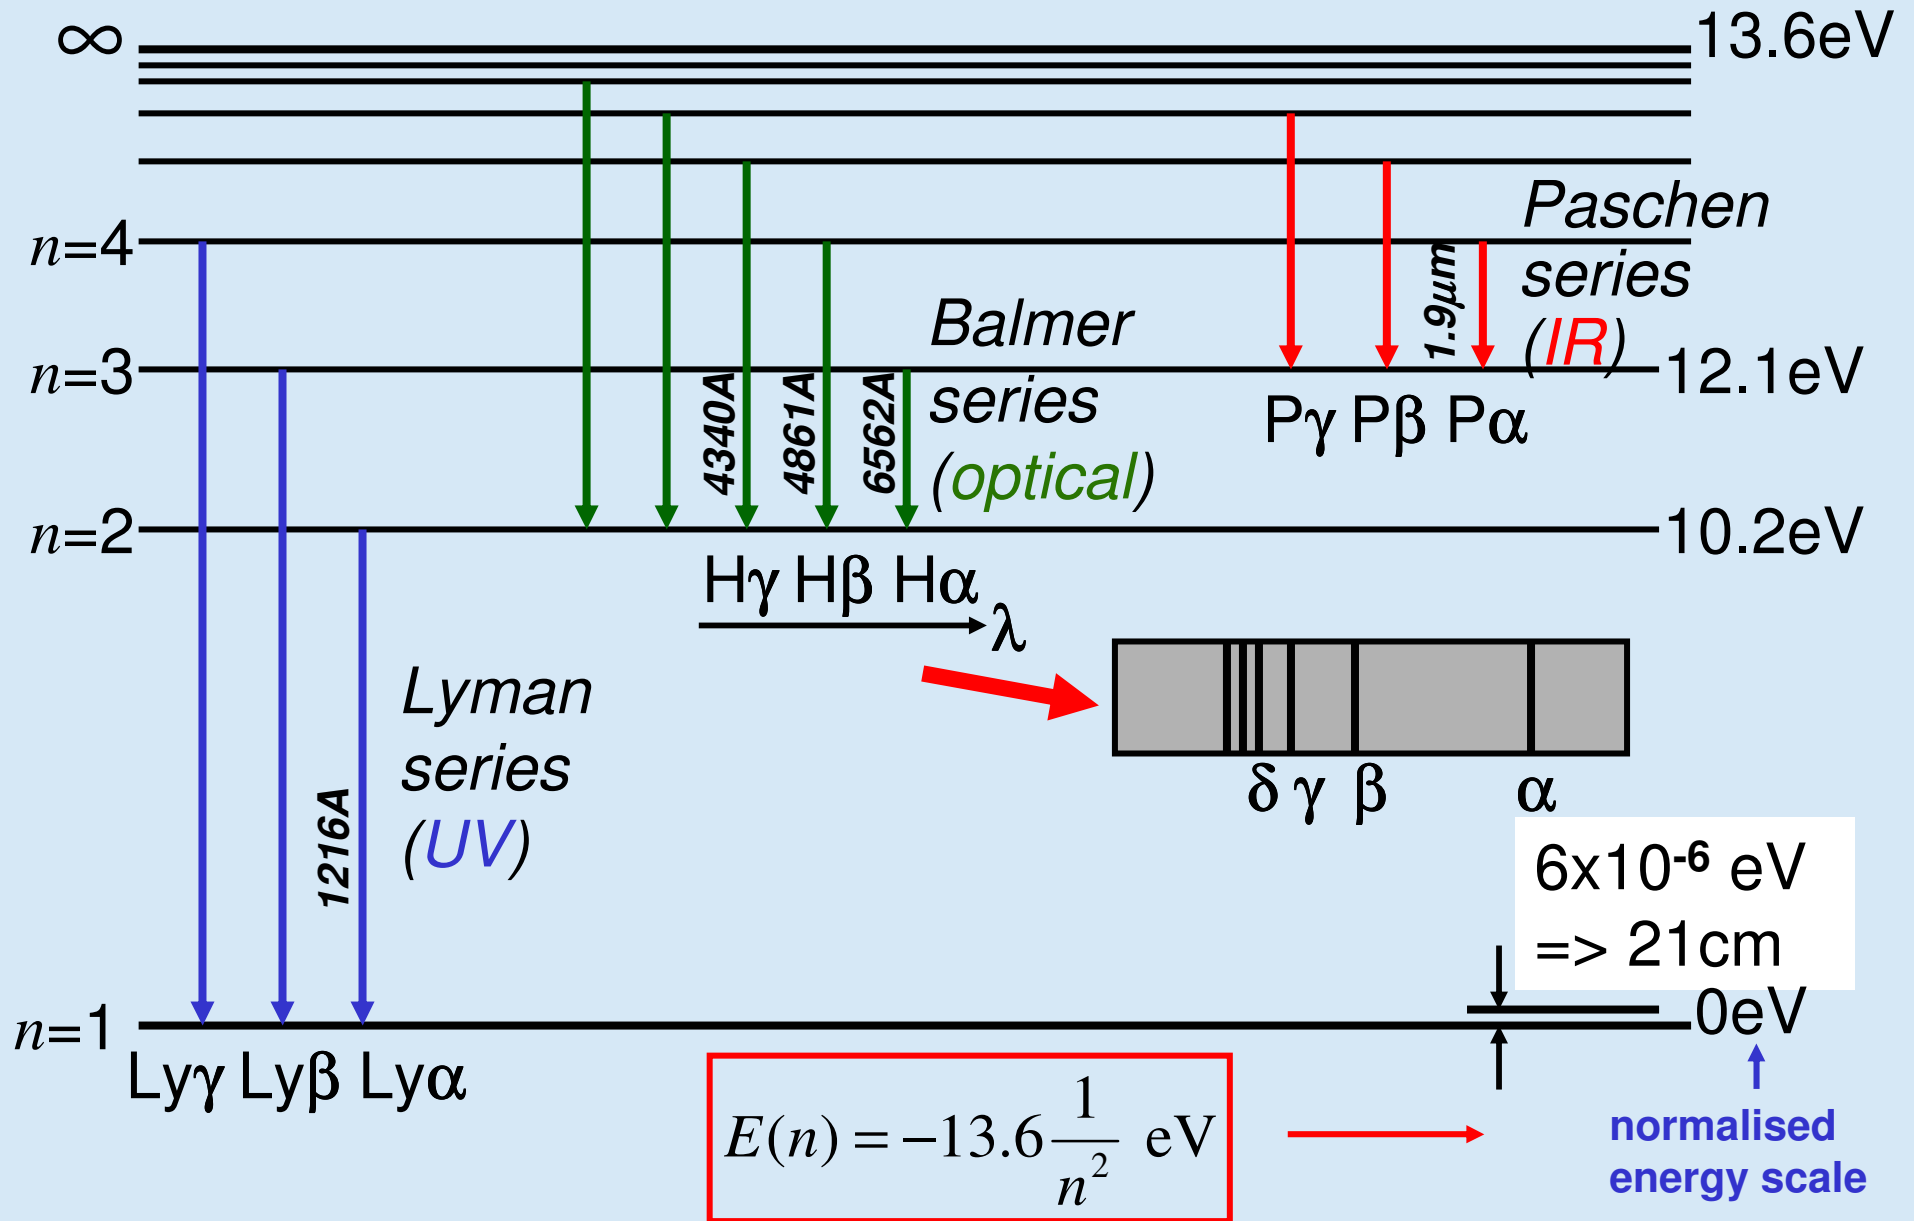 ∞
13.6eV
n=4
Paschen
series
(IR)
1.9μm
Balmer
series
(optical)
n=3
12.1eV
4340A
4861A
6562A
Pγ Pβ Pα
n=2
10.2eV
Hγ Hβ Hα
λ
Lyman
series
(UV)
1216A
δ γ β α
6x10⁻⁶ eV
=> 21cm
n=1
0eV
Lyγ Lyβ Lyα
E(n) = −13.6 1/n² eV
normalised
energy scale